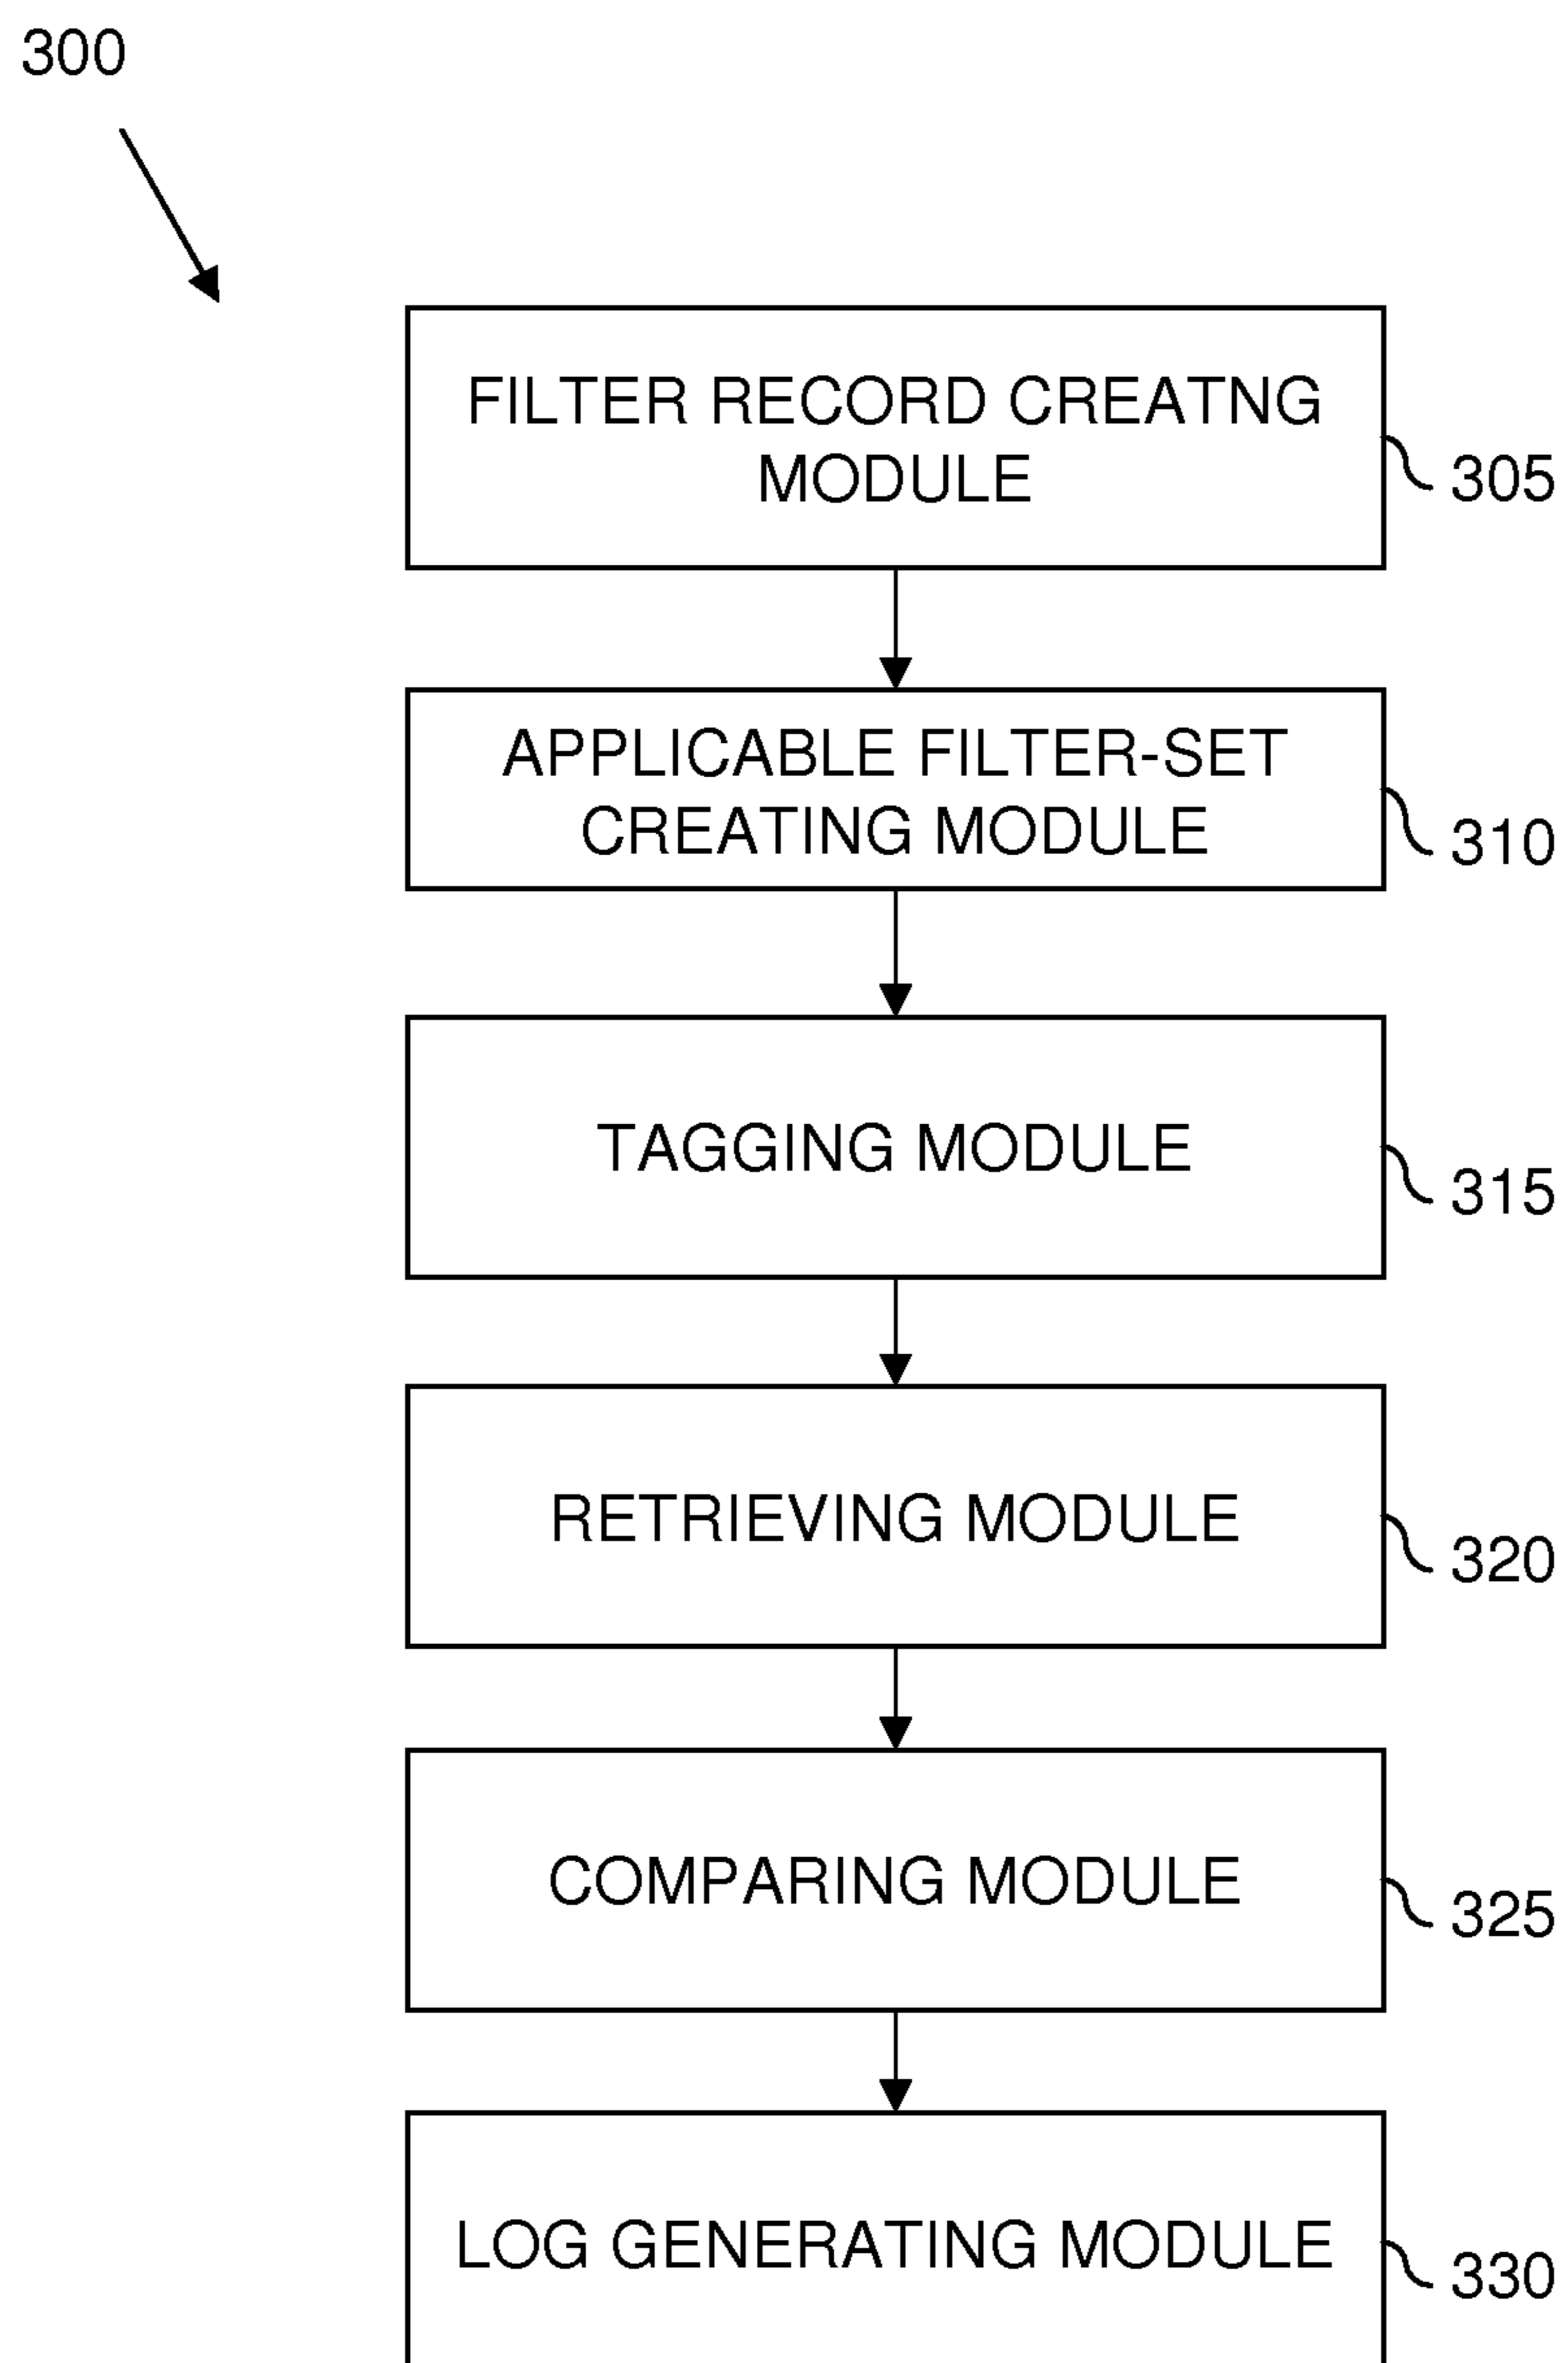 300
FILTER RECORD CREATNG
MODULE
305
APPLICABLE FILTER-SET
CREATING MODULE
310
TAGGING MODULE
315
RETRIEVING MODULE
320
COMPARING MODULE
325
LOG GENERATING MODULE
330